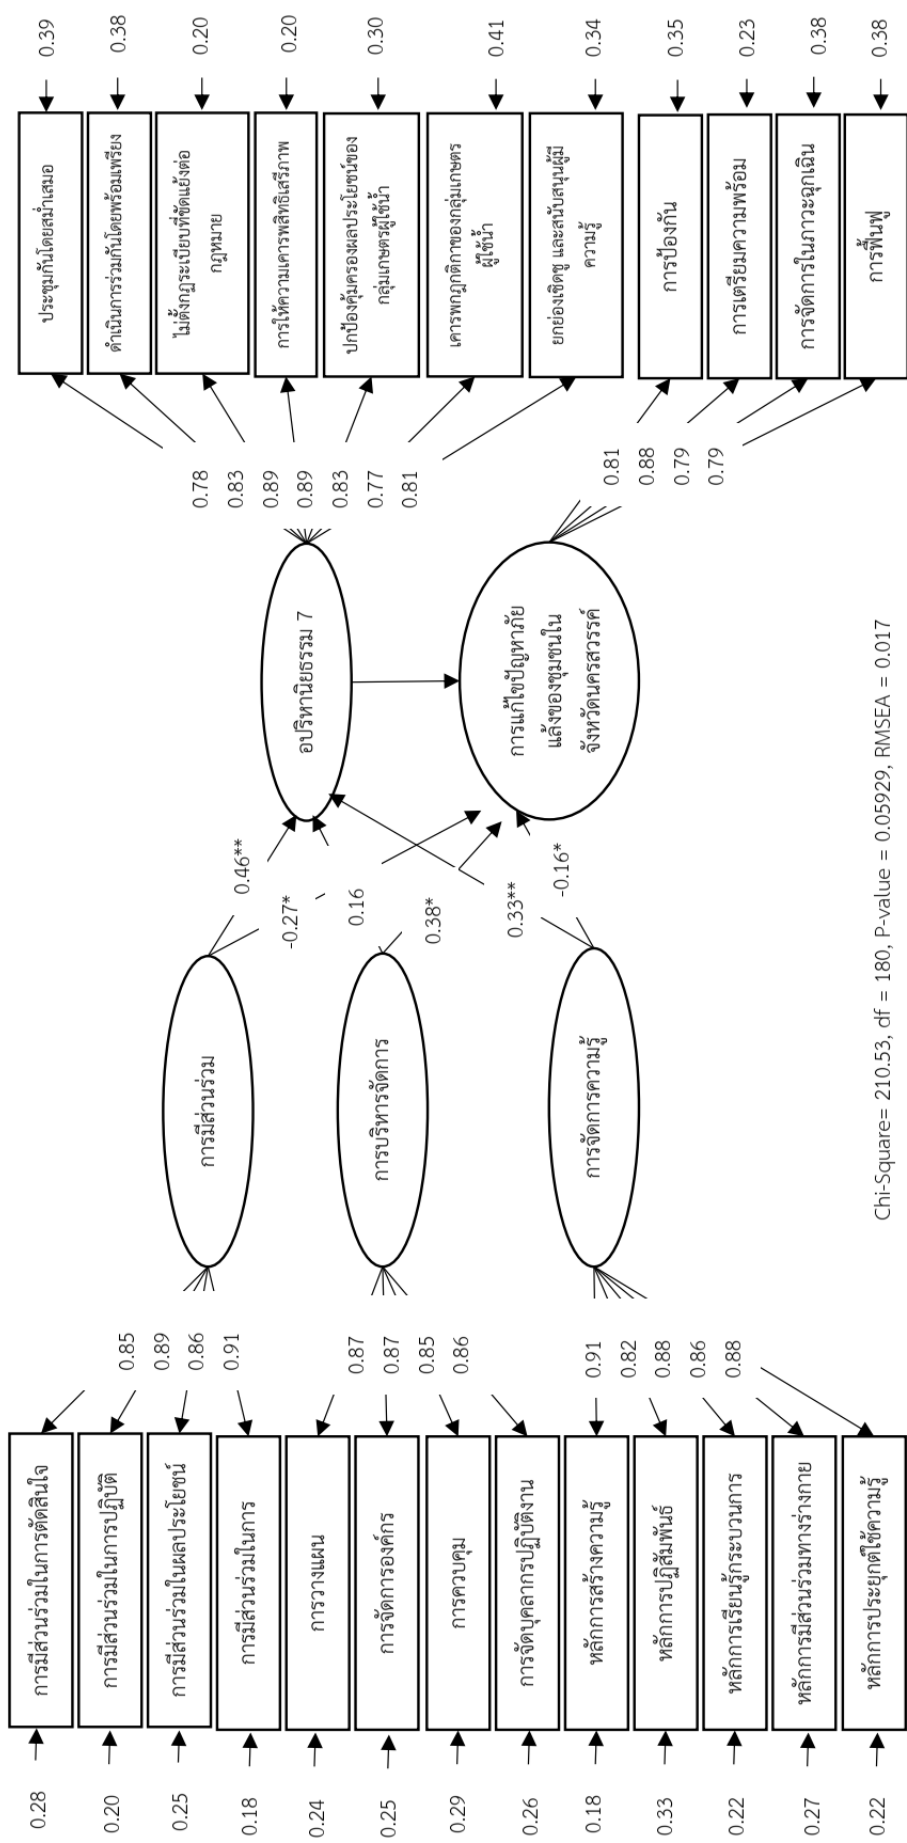 0.28
0.20
0.25
0.18
0.24
0.25
0.29
0.26
0.18
0.33
0.22
0.27
0.22
การมีส่วนร่วมในการตัดสินใจ
การมีส่วนร่วมในการปฏิบัติ
การมีส่วนร่วมในผลประโยชน์
การมีส่วนร่วมในการ
การวางแผน
การจัดการองค์กร
การควบคุม
การจัดบุคลากรปฏิบัติงาน
หลักการสร้างความรู้
หลักการปฏิสัมพันธ์
หลักการเรียนรู้กระบวนการ
หลักการมีส่วนร่วมทางร่างกาย
หลักการประยุกต์ใช้ความรู้
0.85
0.89
0.86
0.91
0.87
0.87
0.85
0.86
0.91
0.82
0.88
0.86
0.88
การมีส่วนร่วม
การบริหารจัดการ
การจัดการความรู้
0.46**
-0.27*
0.16
0.38*
0.33**
-0.16*
อปริหานิยธรรม 7
การแก้ไขปัญหาภัย
แล้งของชุมชนใน
จังหวัดนครสวรรค์
0.78
0.83
0.89
0.89
0.83
0.77
0.81
0.81
0.88
0.79
0.79
ประชุมกันโดยสม่ำเสมอ
ดำเนินการร่วมกันโดยพร้อมเพรียง
ไม่ตั้งกฎระเบียบที่ขัดแย้งต่อ
กฎหมาย
การให้ความเคารพสิทธิเสรีภาพ
ปกป้องคุ้มครองผลประโยชน์ของ
กลุ่มเกษตรผู้ใช้น้ำ
เคารพกฎกติกาของกลุ่มเกษตร
ผู้ใช้น้ำ
ยกย่องเชิดชู และสนับสนุนผู้มี
ความรู้
การป้องกัน
การเตรียมความพร้อม
การจัดการในภาวะฉุกเฉิน
การฟื้นฟู
0.39
0.38
0.20
0.20
0.30
0.41
0.34
0.35
0.23
0.38
0.38
Chi-Square= 210.53, df = 180, P-value = 0.05929, RMSEA = 0.017